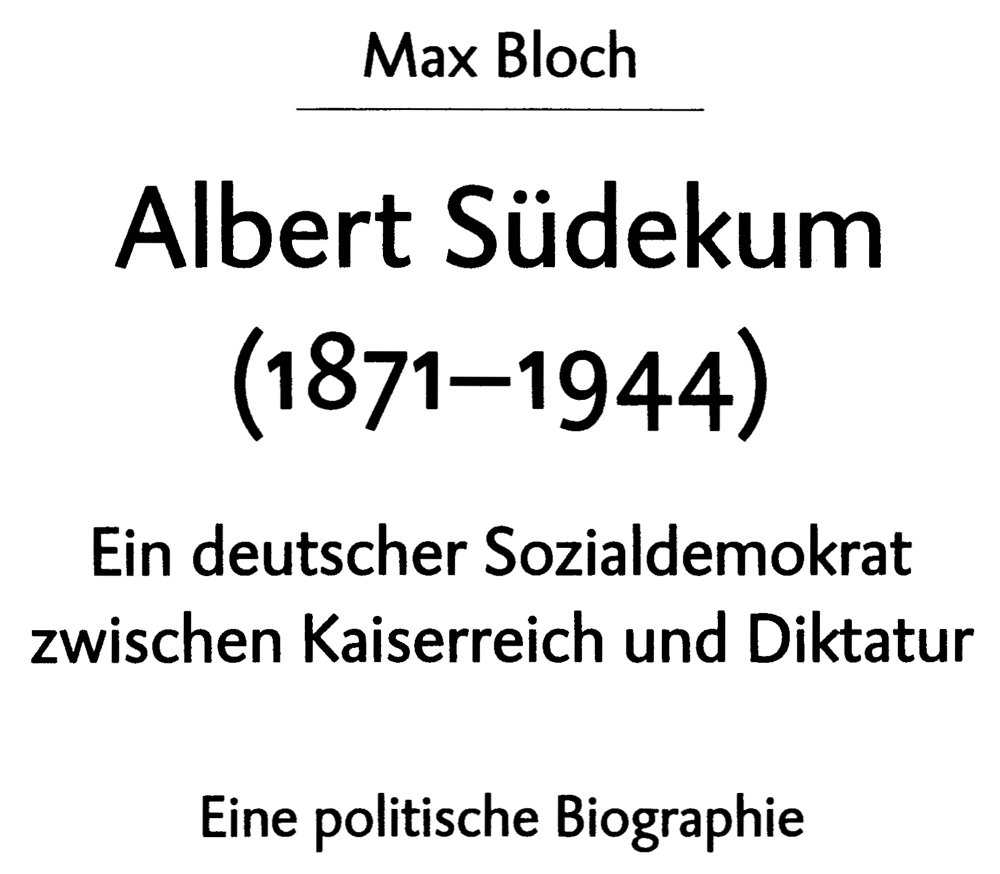 Max Bloch
Albert Südekum
(1871–1944)
Ein deutscher Sozialdemokrat
zwischen Kaiserreich und Diktatur
Eine politische Biographie